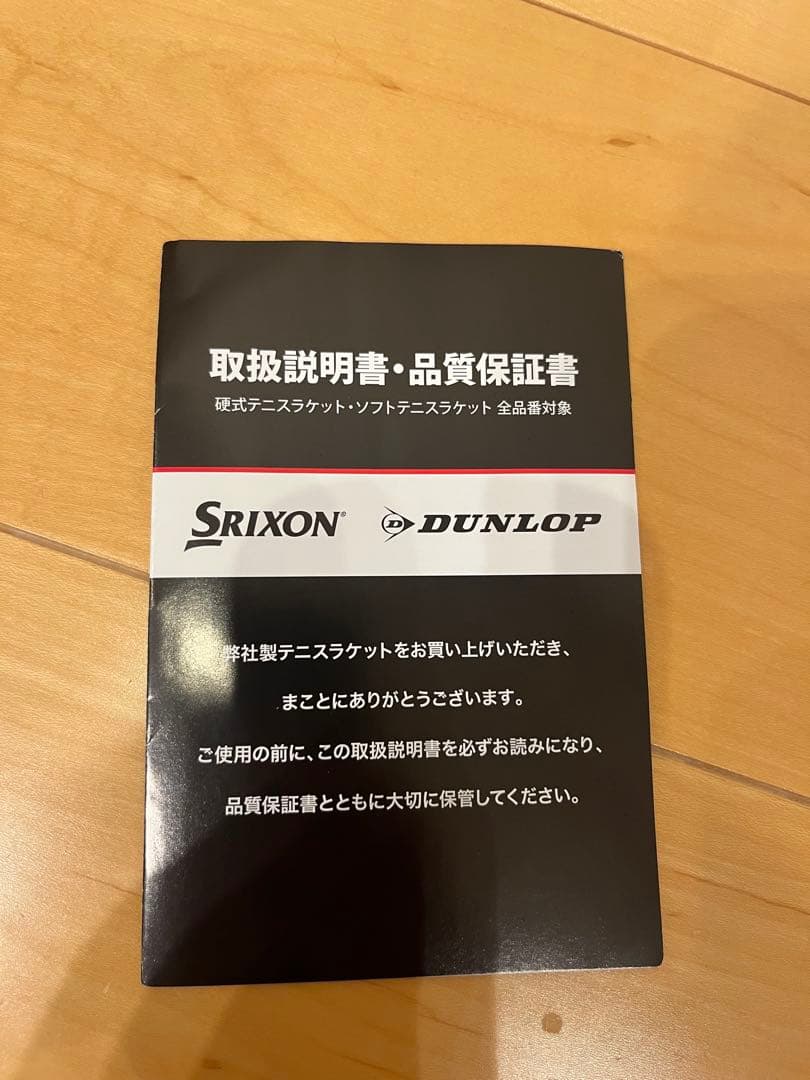 取扱説明書・品質保証書
硬式テニスラケット・ソフトテニスラケット 全品番対象
SRIXON® DUNLOP
弊社製テニスラケットをお買い上げいただき、
まことにありがとうございます。
ご使用の前に、この取扱説明書を必ずお読みになり、
品質保証書とともに大切に保管してください。